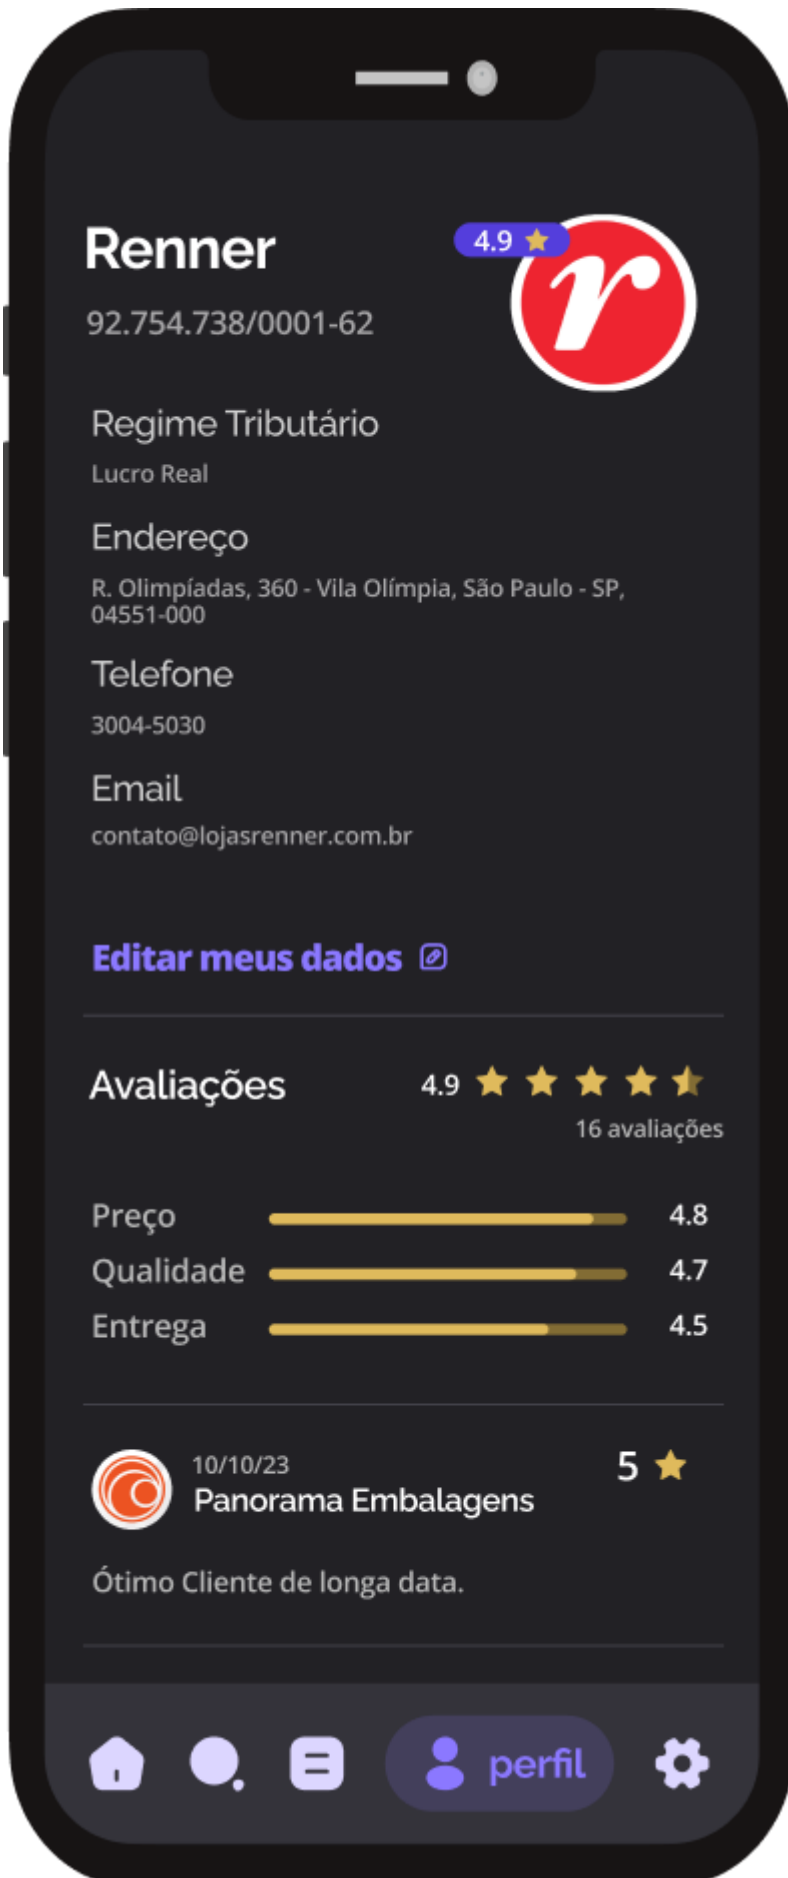 Renner
4.9
r
92.754.738/0001-62
Regime Tributário
Lucro Real
Endereço
R. Olimpíadas, 360 - Vila Olímpia, São Paulo - SP,
04551-000
Telefone
3004-5030
Email
contato@lojasrenner.com.br
Editar meus dados
Avaliações 4.9
16 avaliações
Preço 4.8
Qualidade 4.7
Entrega 4.5
10/10/23
Panorama Embalagens 5
Ótimo Cliente de longa data.
perfil